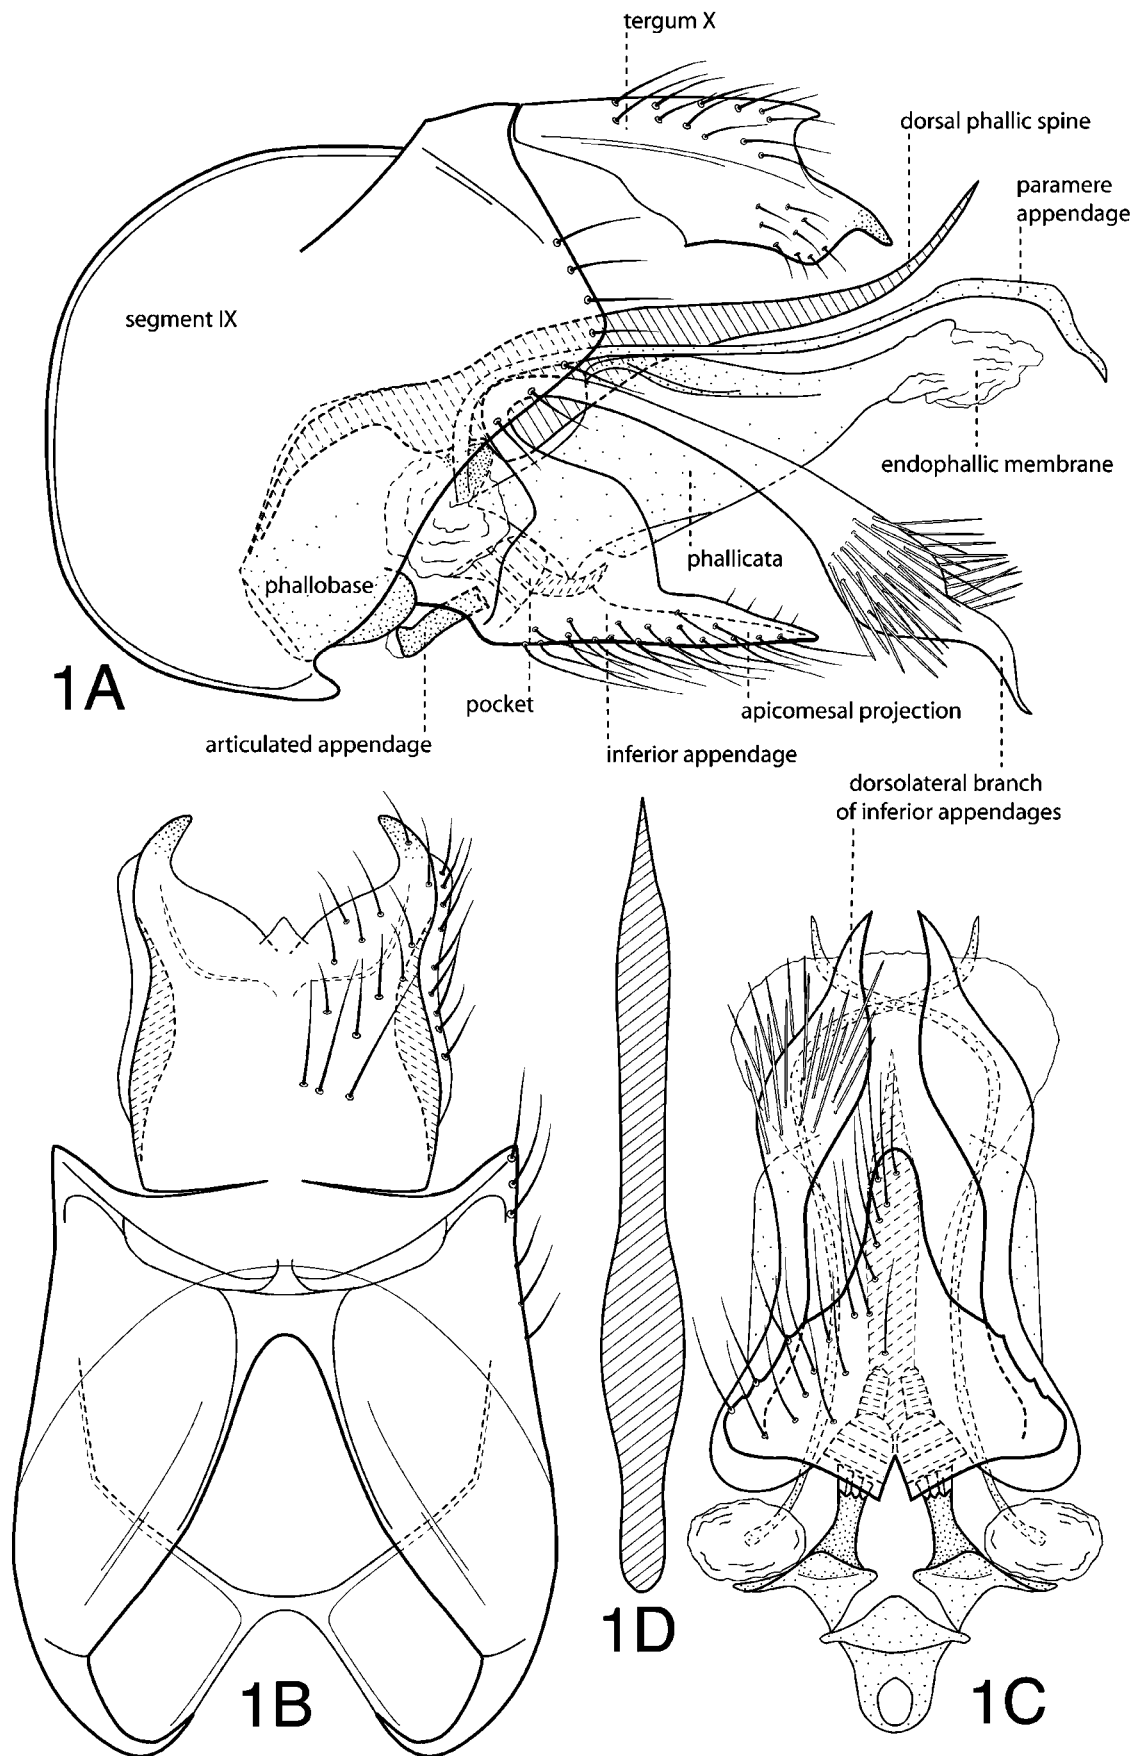 tergum X
dorsal phallic spine
paramere
appendage
segment IX
endophallic membrane
phallicata
phallobase
1A
pocket
apicomesal projection
articulated appendage
inferior appendage
dorsolateral branch
of inferior appendages
1D
1B
1C